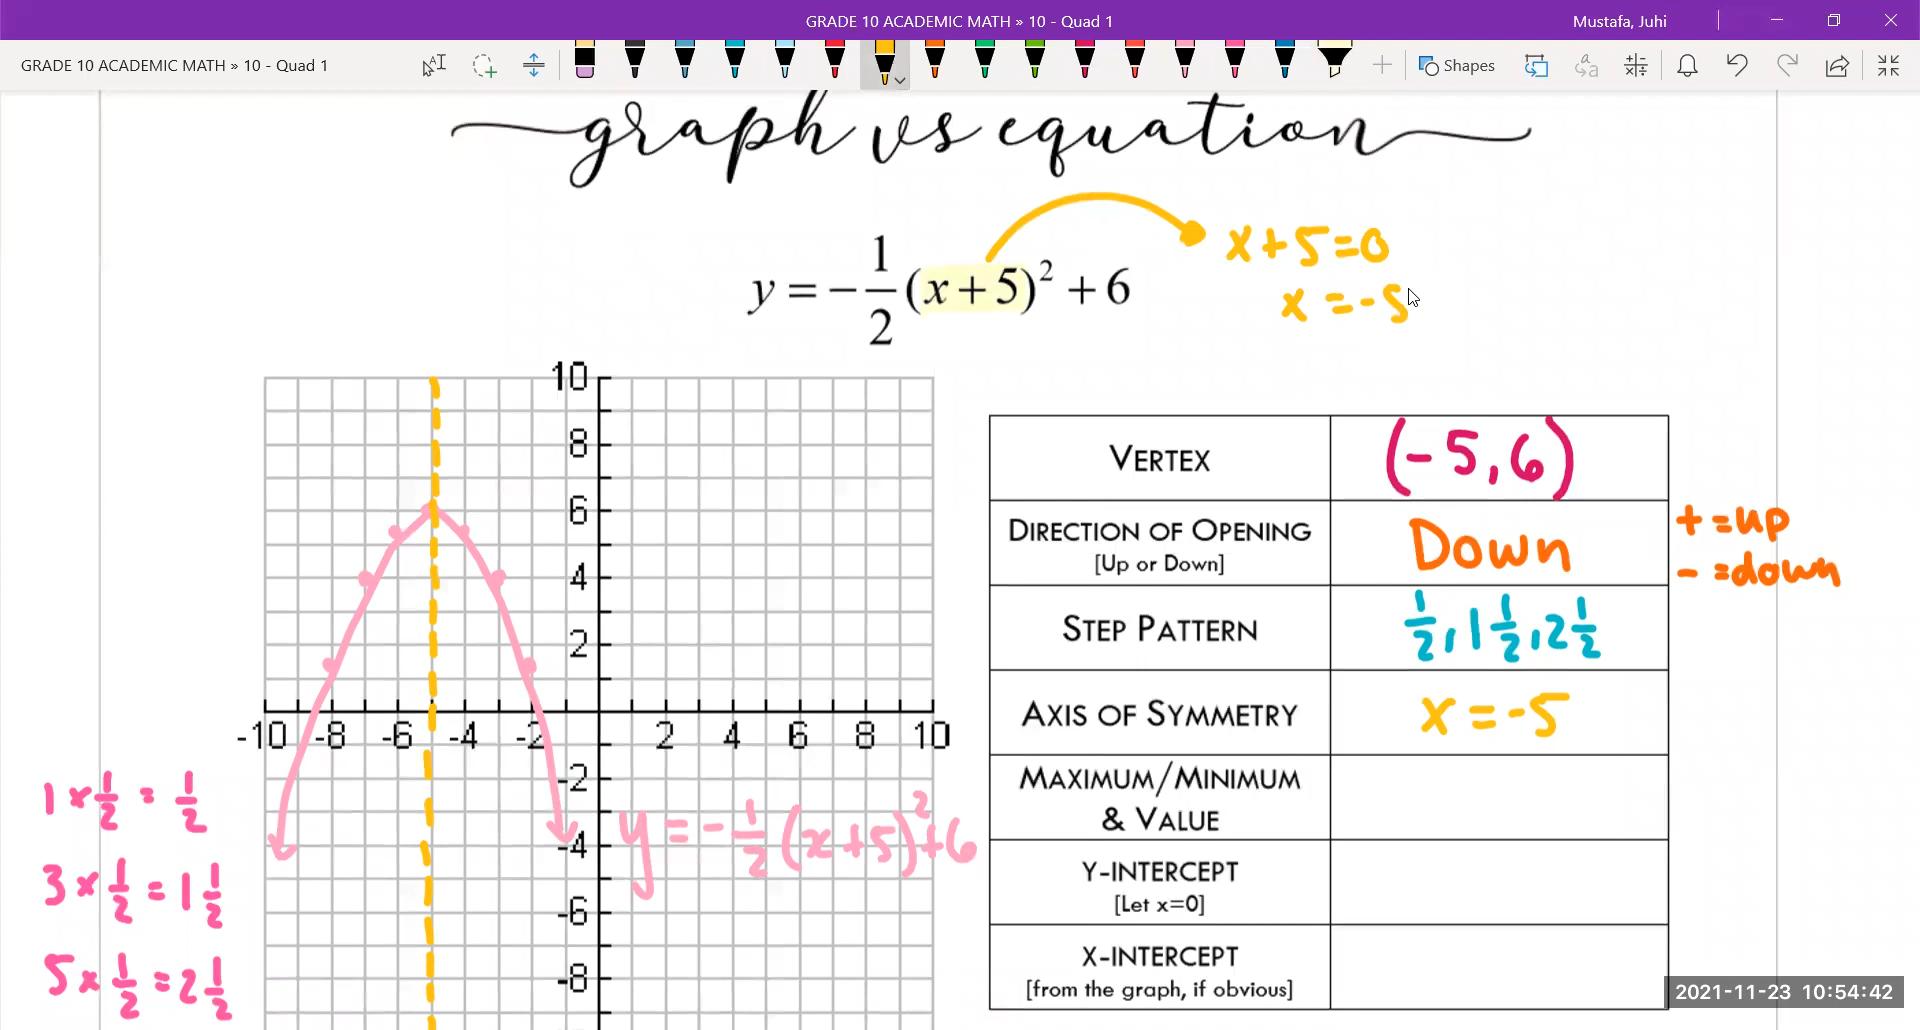 GRADE 10 ACADEMIC MATH » 10 - Quad 1
Mustafa, Juhi
GRADE 10 ACADEMIC MATH » 10 - Quad 1
Shapes
graph vs equation
y = -1/2(x + 5)² + 6
x + 5 = 0
x = -5
10
8
6
4
2
-10 -8 -6 -4 -2 2 4 6 8 10
-2
-4
-6
-8
y = -1/2(x+5)²+6
1 × 1/2 = 1/2
3 × 1/2 = 1 1/2
5 × 1/2 = 2 1/2
VERTEX (-5, 6)
DIRECTION OF OPENING
[Up or Down]
Down
+ = up
- = down
STEP PATTERN 1/2, 1 1/2, 2 1/2
AXIS OF SYMMETRY x = -5
MAXIMUM/MINIMUM
& VALUE
Y-INTERCEPT
[Let x=0]
X-INTERCEPT
[from the graph, if obvious]
2021-11-23 10:54:42